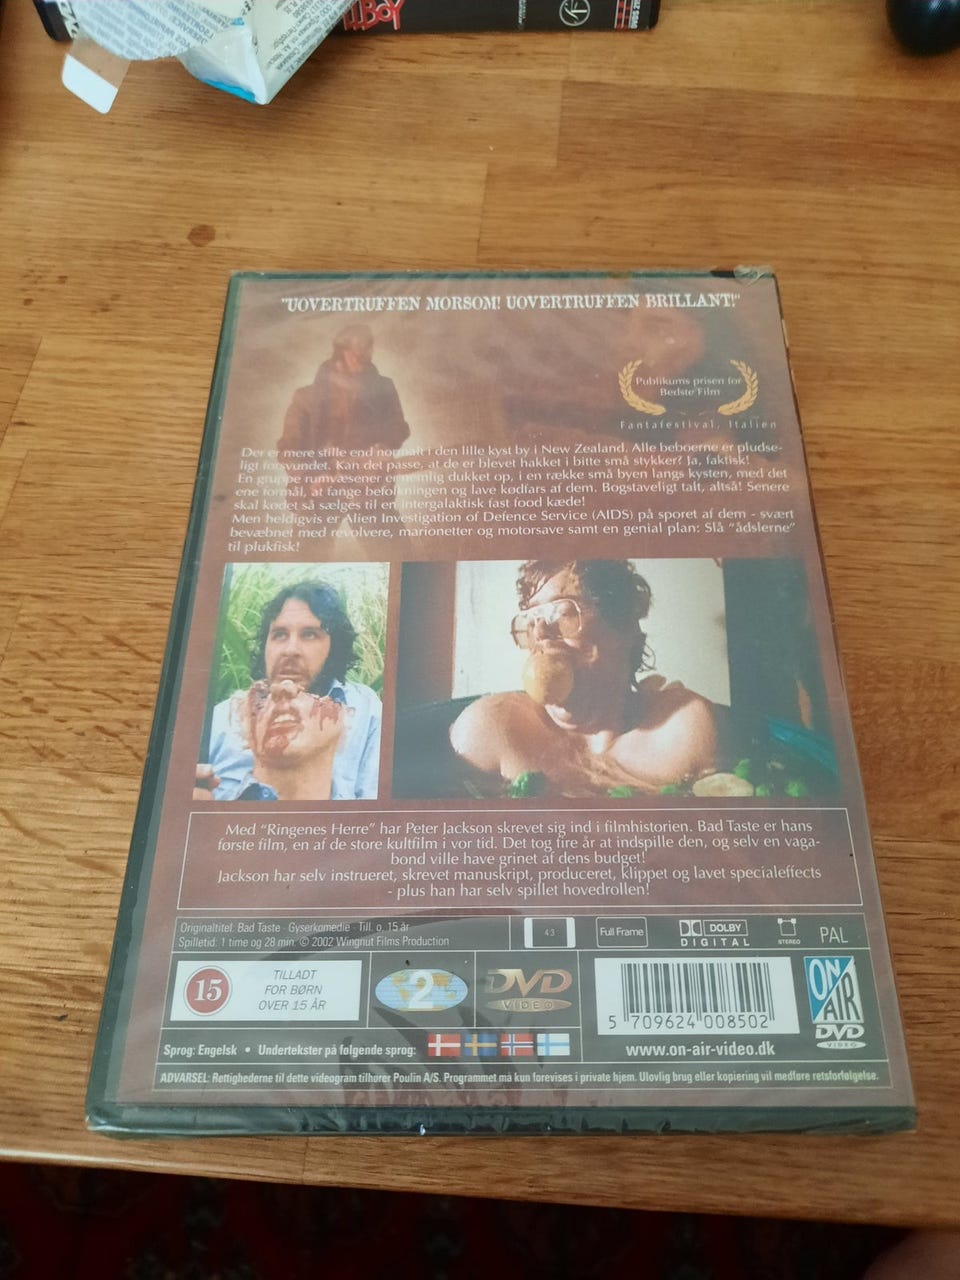 "UOVERTRUFFEN MORSOM! UOVERTRUFFEN BRILLANT!"
Publikums prisen for
Bedste Film
Fantafestival, Italien
Der er mere stille end normalt i den lille kyst by i New Zealand. Alle beboerne er pludse-
ligt forsvundet. Kan det passe, at de er blevet hakket i bitte små stykker? Ja, faktisk!
En gruppe rumvæsener er nemlig dukket op, i en række små byen langs kysten, med det
ene formål, at fange befolkningen og lave kødfars af dem. Bogstaveligt talt, altså! Senere
skal kødet så sælges til en intergalaktisk fast food kæde!
Men heldigvis er Alien Investigation of Defence Service (AIDS) på sporet af dem - svært
bevæbnet med revolvere, marionetter og motorsave samt en genial plan: Slå "ådslerne"
til plukfisk!
Med "Ringenes Herre" har Peter Jackson skrevet sig ind i filmhistorien. Bad Taste er hans
første film, en af de store kultfilm i vor tid. Det tog fire år at indspille den, og selv en vaga-
bond ville have grinet af dens budget!
Jackson har selv instrueret, skrevet manuskript, produceret, klippet og lavet specialeffects
- plus han har selv spillet hovedrollen!
Originaltitel: Bad Taste · Gyserkomedie · Till. o. 15 år
Spilletid: 1 time og 28 min. © 2002 Wingnut Films Production
4:3
Full Frame
DOLBY
DIGITAL
STEREO
PAL
15
TILLADT
FOR BØRN
OVER 15 ÅR
2
DVD
VIDEO
5 709624 008502
ON
AIR
DVD
VIDEO
Sprog: Engelsk • Undertekster på følgende sprog:
www.on-air-video.dk
ADVARSEL: Rettighederne til dette videogram tilhører Poulin A/S. Programmet må kun forevises i private hjem. Ulovlig brug eller kopiering vil medføre retsforfølgelse.